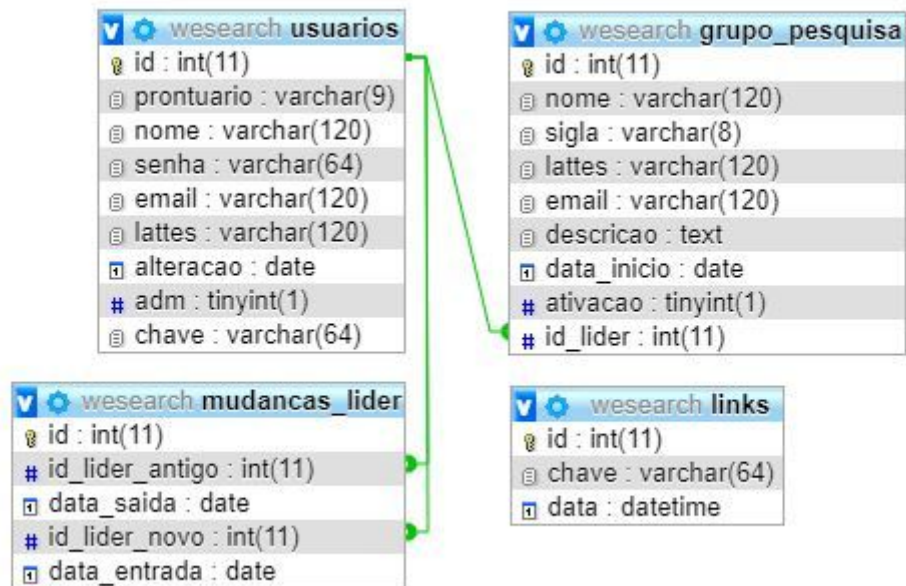 wesearch usuarios
id : int(11)
prontuario : varchar(9)
nome : varchar(120)
senha : varchar(64)
email : varchar(120)
lattes : varchar(120)
alteracao : date
# adm : tinyint(1)
chave : varchar(64)
wesearch grupo_pesquisa
id : int(11)
nome : varchar(120)
sigla : varchar(8)
lattes : varchar(120)
email : varchar(120)
descricao : text
data_inicio : date
# ativacao : tinyint(1)
# id_lider : int(11)
wesearch mudancas_lider
id : int(11)
# id_lider_antigo : int(11)
data_saida : date
# id_lider_novo : int(11)
data_entrada : date
wesearch links
id : int(11)
chave : varchar(64)
data : datetime